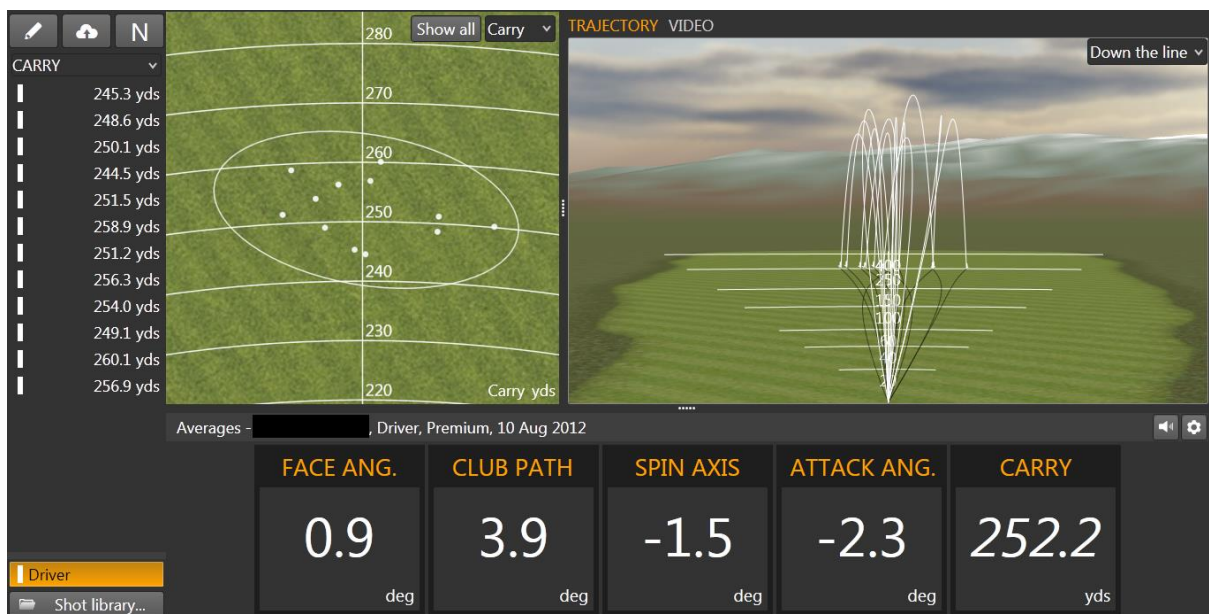 N
CARRY
245.3 yds
248.6 yds
250.1 yds
244.5 yds
251.5 yds
258.9 yds
251.2 yds
256.3 yds
254.0 yds
249.1 yds
260.1 yds
256.9 yds
Driver
Shot library...
Show all Carry
280
270
260
250
240
230
220
Carry yds
TRAJECTORY VIDEO
Down the line
400
250
150
100
Averages - , Driver, Premium, 10 Aug 2012
FACE ANG. CLUB PATH SPIN AXIS ATTACK ANG. CARRY
0.9 3.9 -1.5 -2.3 252.2
deg deg deg deg yds